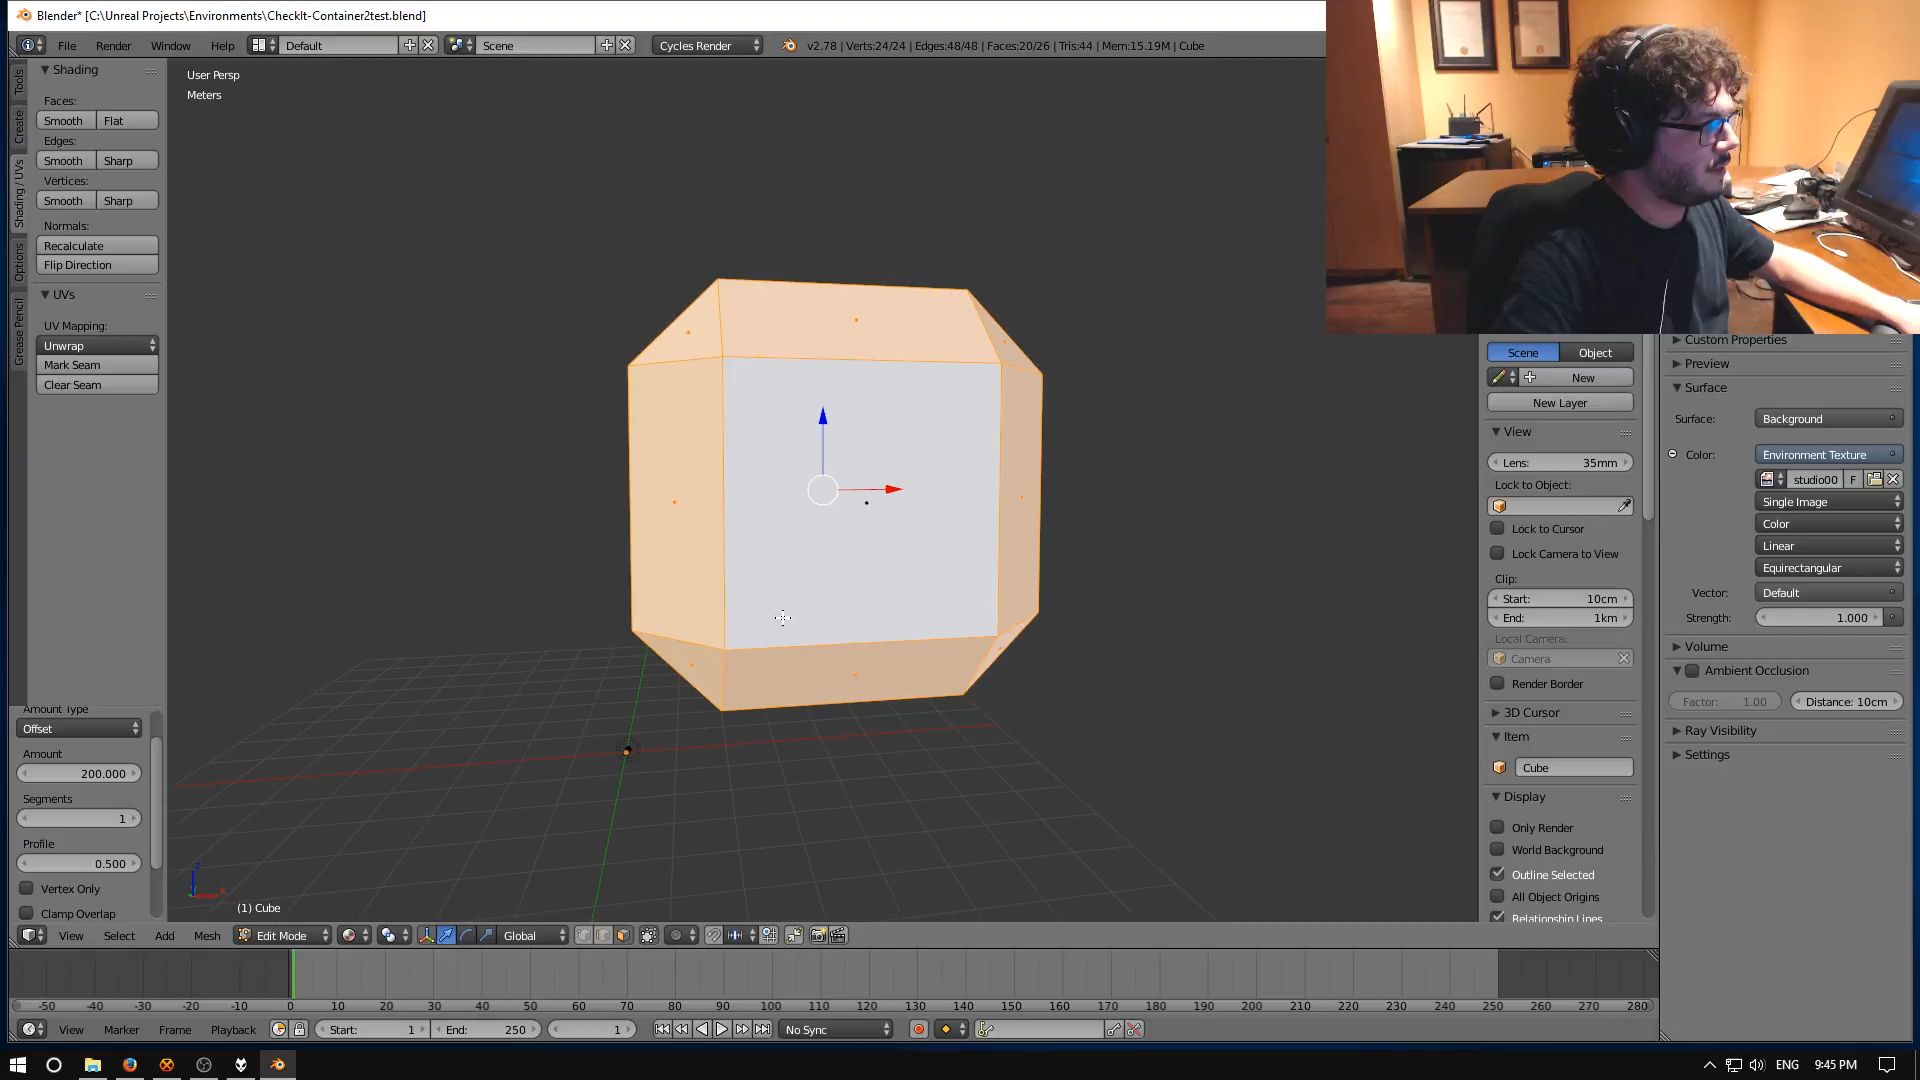 Blender* [C:\Unreal Projects\Environments\CheckIt-Container2test.blend]
File Render Window Help Default Scene Cycles Render v2.78 | Verts:24/24 | Edges:48/48 | Faces:20/26 | Tris:44 | Mem:15.19M | Cube
Tools
Create
Shading / UVs
Options
Grease Pencil
Shading
Faces:
Smooth Flat
Edges:
Smooth Sharp
Vertices:
Smooth Sharp
Normals:
Recalculate
Flip Direction
UVs
UV Mapping:
Unwrap
Mark Seam
Clear Seam
Amount Type
Offset
Amount
200.000
Segments
1
Profile
0.500
Vertex Only
Clamp Overlap
User Persp
Meters
(1) Cube
Scene Object
New
New Layer
View
Lens: 35mm
Lock to Object:
Lock to Cursor
Lock Camera to View
Clip:
Start: 10cm
End: 1km
Local Camera:
Camera
Render Border
3D Cursor
Item
Cube
Display
Only Render
World Background
Outline Selected
All Object Origins
Relationship Lines
Custom Properties
Preview
Surface
Surface: Background
Color: Environment Texture
studio00 F
Single Image
Color
Linear
Equirectangular
Vector: Default
Strength: 1.000
Volume
Ambient Occlusion
Factor: 1.00 Distance: 10cm
Ray Visibility
Settings
View Select Add Mesh Edit Mode Global
-50 -40 -30 -20 -10 0 10 20 30 40 50 60 70 80 90 100 110 120 130 140 150 160 170 180 190 200 210 220 230 240 250 260 270 280
View Marker Frame Playback Start: 1 End: 250 1 No Sync
ENG 9:45 PM